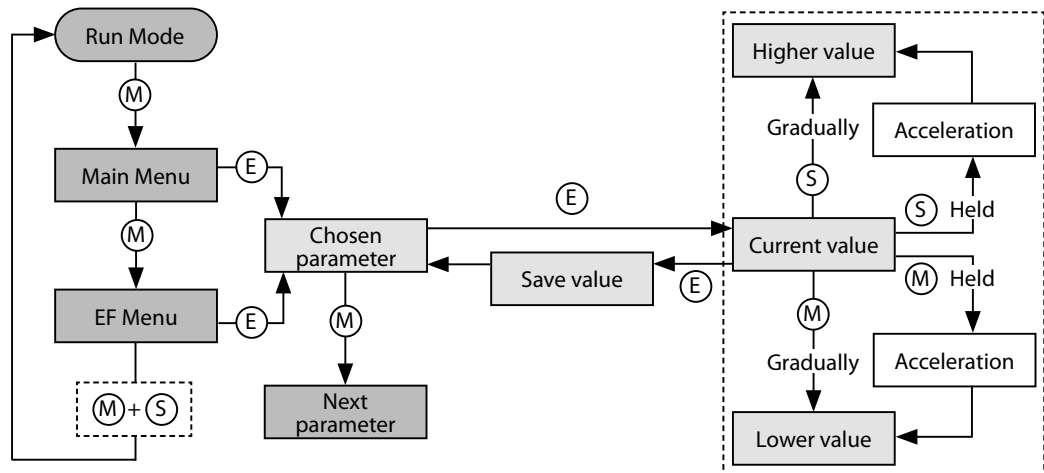 Run Mode
M
Main Menu
E
M
EF Menu
E
M + S
Chosen
parameter
M
Next
parameter
E
Save value
E
Higher value
Gradually
S
Acceleration
S Held
Current value
M Held
M
Gradually
Acceleration
Lower value